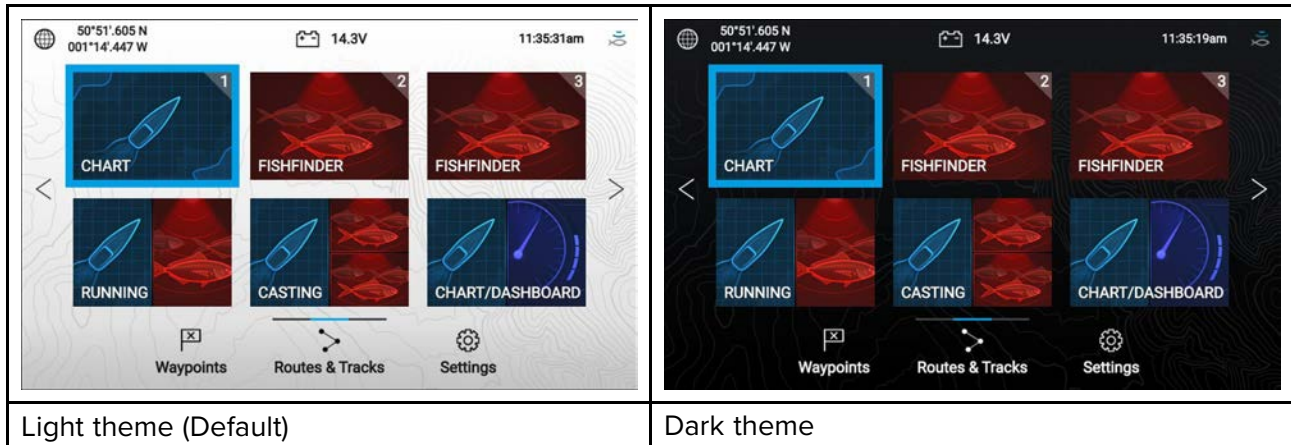 50°51'.605 N
001°14'.447 W
14.3V
11:35:31am
1
2
3
CHART
FISHFINDER
FISHFINDER
RUNNING
CASTING
CHART/DASHBOARD
Waypoints
Routes & Tracks
Settings
Light theme (Default)
50°51'.605 N
001°14'.447 W
14.3V
11:35:19am
1
2
3
CHART
FISHFINDER
FISHFINDER
RUNNING
CASTING
CHART/DASHBOARD
Waypoints
Routes & Tracks
Settings
Dark theme